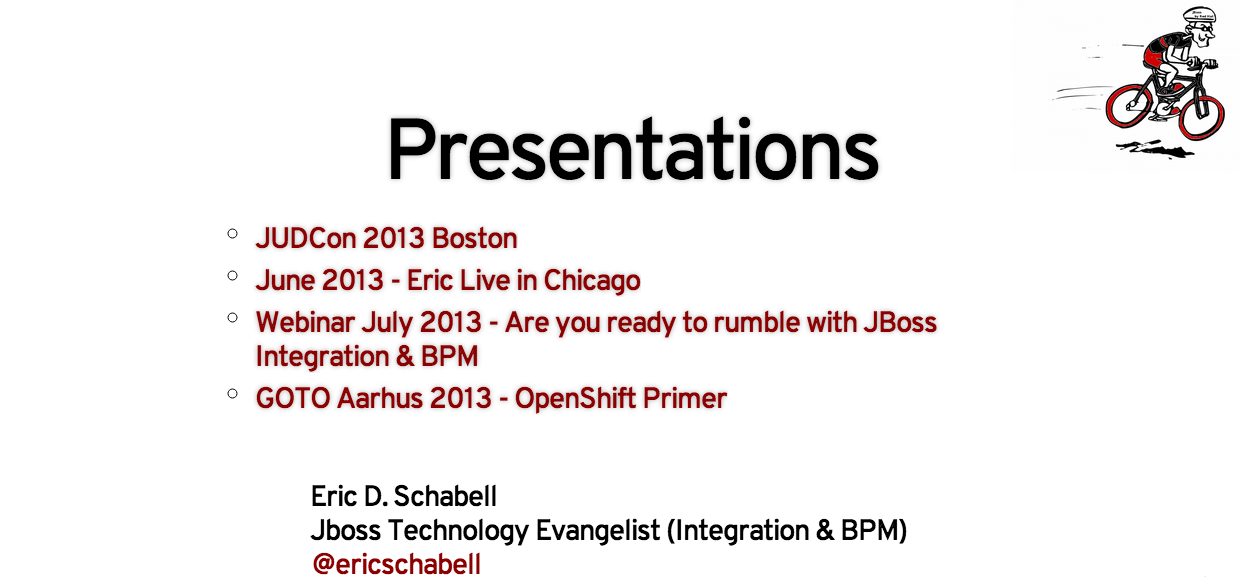 Presentations
JUDCon 2013 Boston
June 2013 - Eric Live in Chicago
Webinar July 2013 - Are you ready to rumble with JBoss
Integration & BPM
GOTO Aarhus 2013 - OpenShift Primer
Eric D. Schabell
Jboss Technology Evangelist (Integration & BPM)
@ericschabell